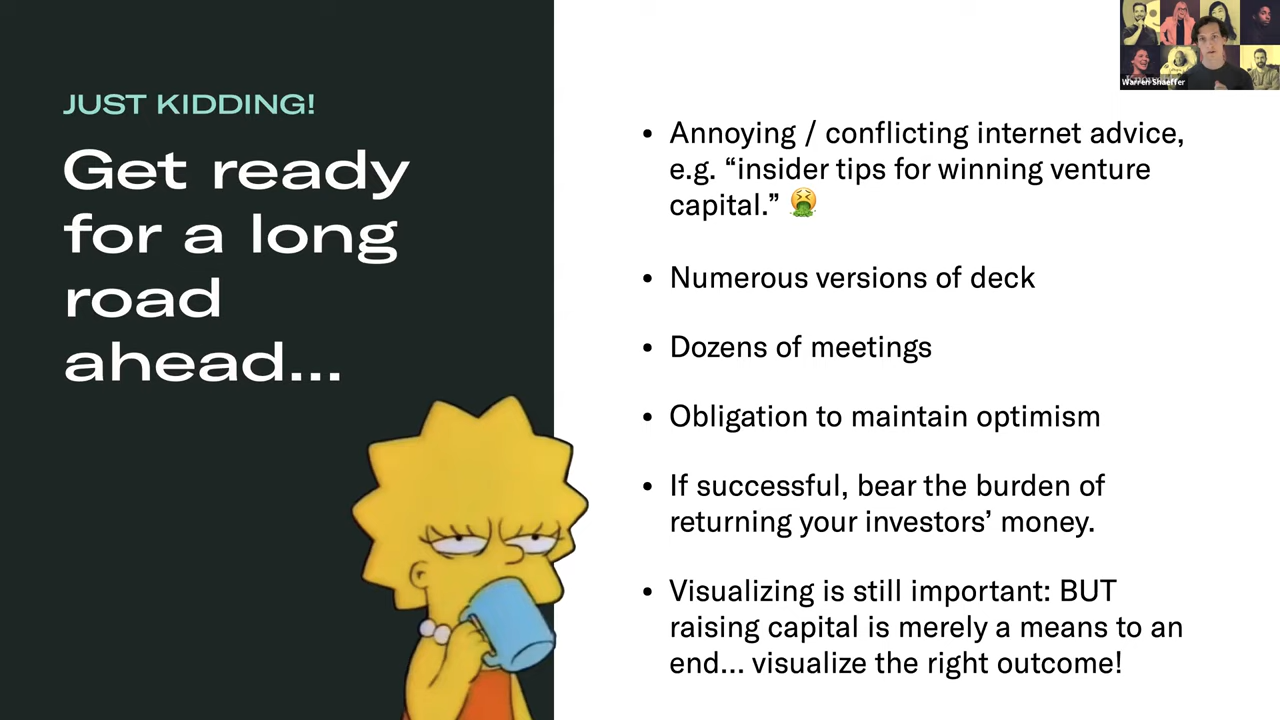 JUST KIDDING!
Get ready
for a long
road
ahead...
• Annoying / conflicting internet advice,
e.g. “insider tips for winning venture
capital.” 🤮
• Numerous versions of deck
• Dozens of meetings
• Obligation to maintain optimism
• If successful, bear the burden of
returning your investors’ money.
• Visualizing is still important: BUT
raising capital is merely a means to an
end... visualize the right outcome!
Warren Shaeffer